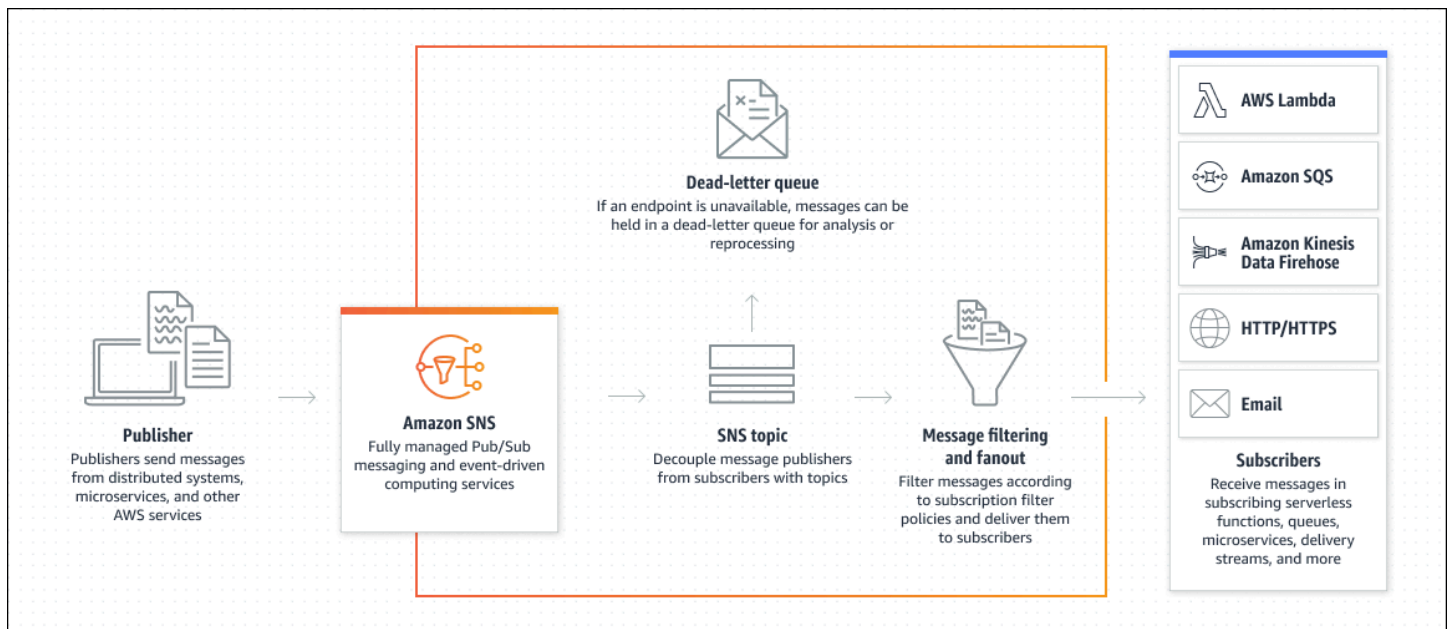 Publisher
Publishers send messages
from distributed systems,
microservices, and other
AWS services
Amazon SNS
Fully managed Pub/Sub
messaging and event-driven
computing services
Dead-letter queue
If an endpoint is unavailable, messages can be
held in a dead-letter queue for analysis or
reprocessing
SNS topic
Decouple message publishers
from subscribers with topics
Message filtering
and fanout
Filter messages according
to subscription filter
policies and deliver them
to subscribers
AWS Lambda
Amazon SQS
Amazon Kinesis
Data Firehose
HTTP/HTTPS
Email
Subscribers
Receive messages in
subscribing serverless
functions, queues,
microservices, delivery
streams, and more